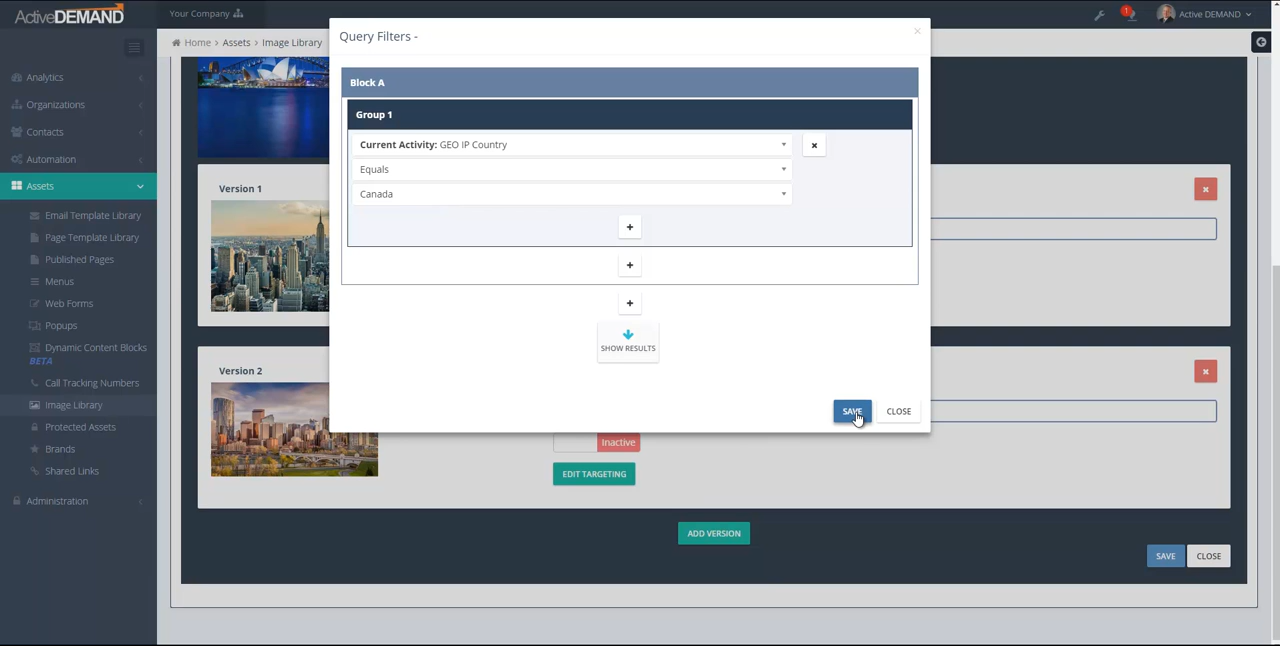 ActiveDEMAND
Your Company
1
Active DEMAND
Home > Assets > Image Library
Analytics
Organizations
Contacts
Automation
Assets
Email Template Library
Page Template Library
Published Pages
Menus
Web Forms
Popups
Dynamic Content Blocks
BETA
Call Tracking Numbers
Image Library
Protected Assets
Brands
Shared Links
Administration
Query Filters -
×
Block A
Group 1
Current Activity: GEO IP Country
×
Equals
Canada
+
+
+
SHOW RESULTS
SAVE
CLOSE
Version 1
×
Version 2
×
Inactive
EDIT TARGETING
ADD VERSION
SAVE
CLOSE